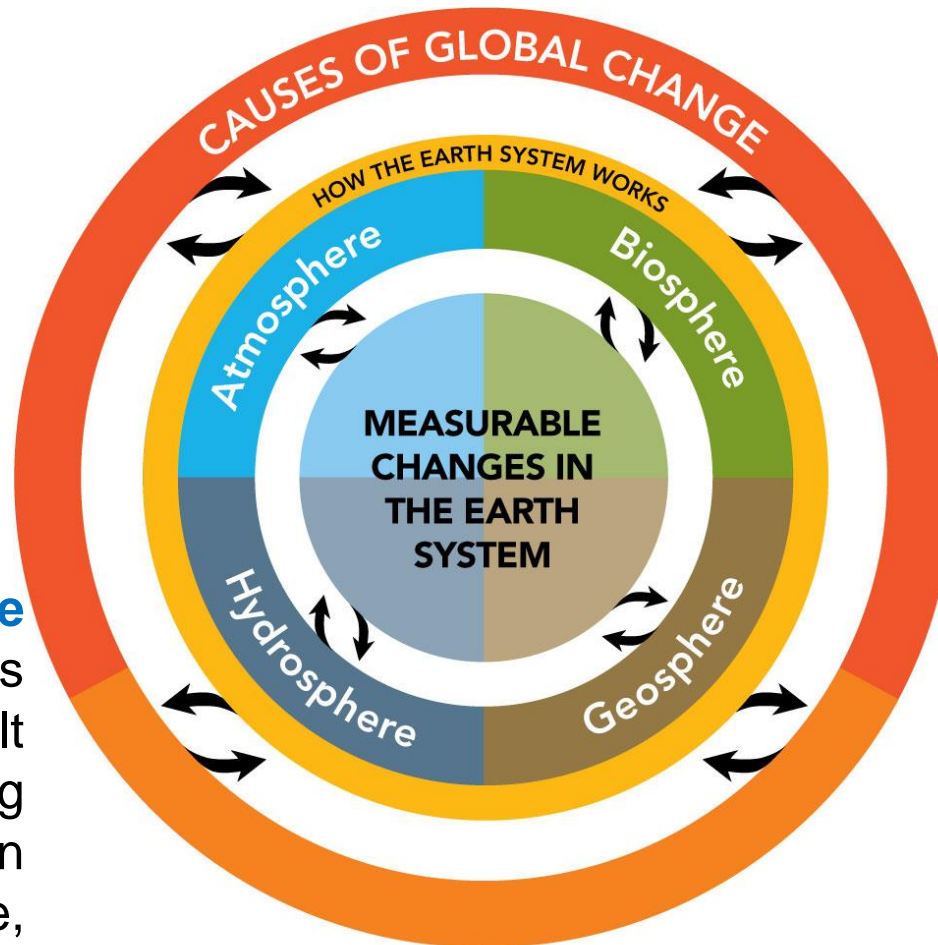 CAUSES OF GLOBAL CHANGE
HOW THE EARTH SYSTEM WORKS
Atmosphere
Biosphere
MEASURABLE
CHANGES IN
THE EARTH
SYSTEM
Hydrosphere
Geosphere
e
s
It
g
n
e,